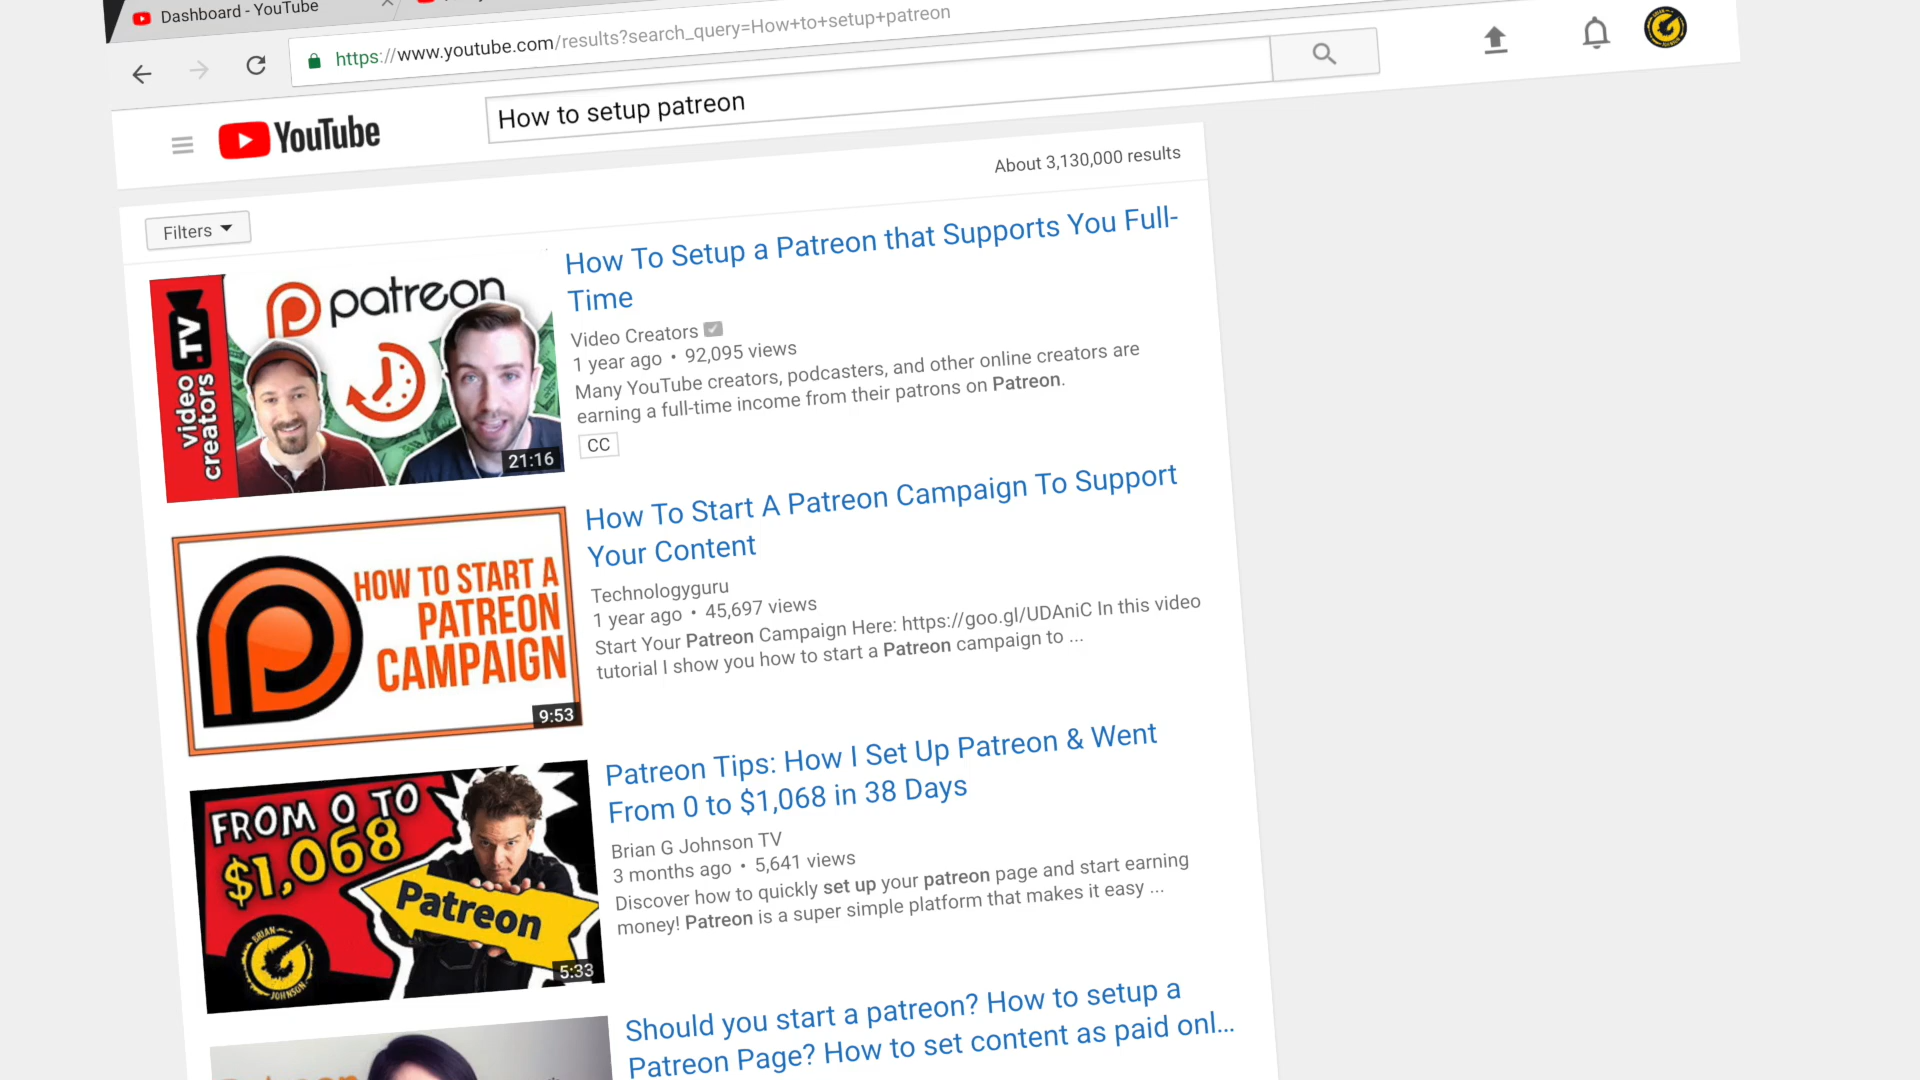 Dashboard - YouTube
https://www.youtube.com/results?search_query=How+to+setup+patreon
YouTube
How to setup patreon
About 3,130,000 results
Filters
How To Setup a Patreon that Supports You Full-
Time
Video Creators
1 year ago • 92,095 views
Many YouTube creators, podcasters, and other online creators are
earning a full-time income from their patrons on Patreon.
CC
video
creators
.TV
patreon
21:16
How To Start A Patreon Campaign To Support
Your Content
Technologyguru
1 year ago • 45,697 views
Start Your Patreon Campaign Here: https://goo.gl/UDAniC In this video
tutorial I show you how to start a Patreon campaign to ...
HOW TO START A
PATREON
CAMPAIGN
9:53
Patreon Tips: How I Set Up Patreon & Went
From 0 to $1,068 in 38 Days
Brian G Johnson TV
3 months ago • 5,641 views
Discover how to quickly set up your patreon page and start earning
money! Patreon is a super simple platform that makes it easy ...
FROM 0 TO
$1,068
Patreon
BRIAN
G
JOHNSON
5:33
Should you start a patreon? How to setup a
Patreon Page? How to set content as paid onl...